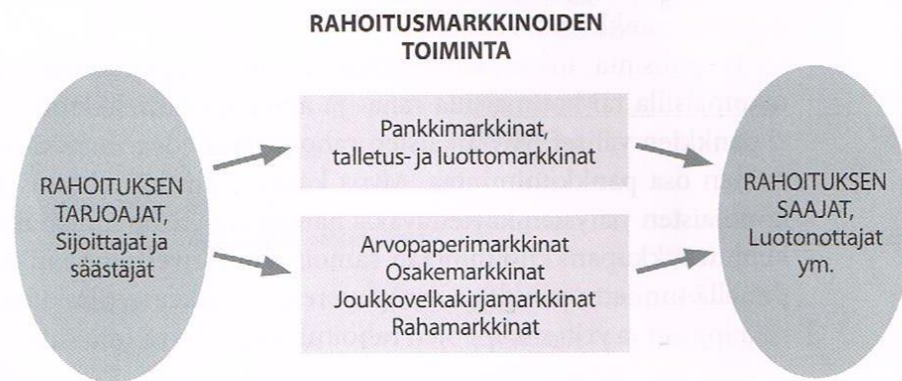 RAHOITUSMARKKINOIDEN
TOIMINTA
RAHOITUKSEN
TARJOAJAT,
Sijoittajat ja
säästäjät
Pankkimarkkinat,
talletus- ja luottomarkkinat
Arvopaperimarkkinat
Osakemarkkinat
Joukkovelkakirjamarkkinat
Rahamarkkinat
RAHOITUKSEN
SAAJAT,
Luotonottajat
ym.